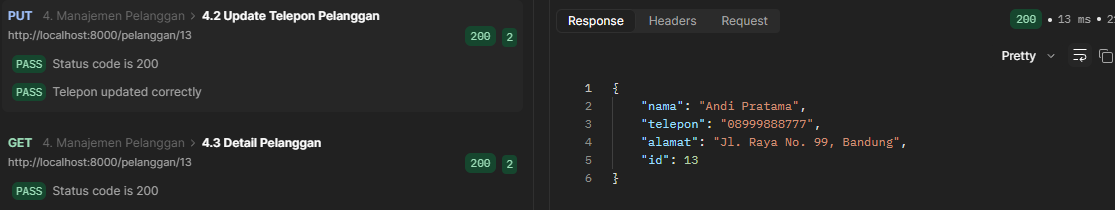 PUT 4. Manajemen Pelanggan > 4.2 Update Telepon Pelanggan
http://localhost:8000/pelanggan/13
200 2
PASS Status code is 200
PASS Telepon updated correctly
GET 4. Manajemen Pelanggan > 4.3 Detail Pelanggan
http://localhost:8000/pelanggan/13
200 2
PASS Status code is 200
Response Headers Request
200 • 13 ms •
Pretty
1 {
2 "nama": "Andi Pratama",
3 "telepon": "08999888777",
4 "alamat": "Jl. Raya No. 99, Bandung",
5 "id": 13
6 }